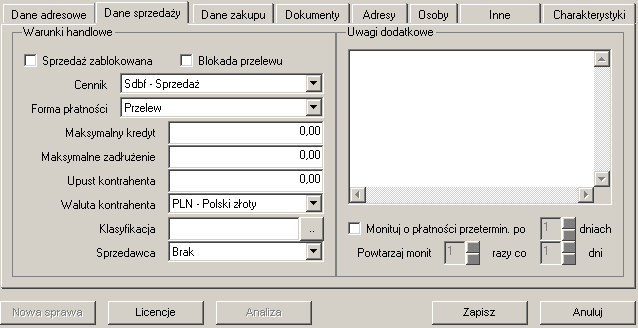 Dane adresowe Dane sprzedaży Dane zakupu Dokumenty Adresy Osoby Inne Charakterystyki
Warunki handlowe
Sprzedaż zablokowana Blokada przelewu
Cennik Sdbf - Sprzedaż
Forma płatności Przelew
Maksymalny kredyt 0,00
Maksymalne zadłużenie 0,00
Upust kontrahenta 0,00
Waluta kontrahenta PLN - Polski złoty
Klasyfikacja ..
Sprzedawca Brak
Uwagi dodatkowe
Monituj o płatności przetermin. po 1 dniach
Powtarzaj monit 1 razy co 1 dni
Nowa sprawa Licencje Analiza Zapisz Anuluj